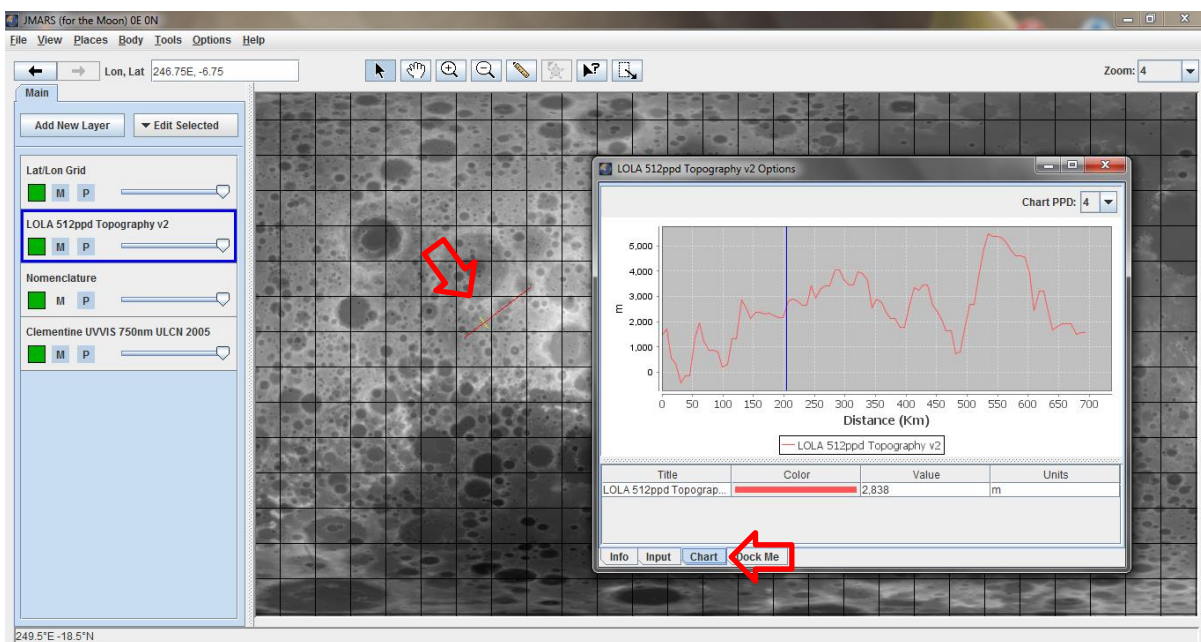 JMARS (for the Moon) 0E 0N
File View Places Body Tools Options Help
Lon, Lat 246.75E, -6.75
Zoom: 4
Main
Add New Layer Edit Selected
Lat/Lon Grid
M P
LOLA 512ppd Topography v2
M P
Nomenclature
M P
Clementine UVVIS 750nm ULCN 2005
M P
LOLA 512ppd Topography v2 Options
Chart PPD: 4
5,000
4,000
3,000
2,000
1,000
0
m
0 50 100 150 200 250 300 350 400 450 500 550 600 650 700
Distance (Km)
LOLA 512ppd Topography v2
Title Color Value Units
LOLA 512ppd Topograp... 2,838 m
Info Input Chart Dock Me
249.5°E -18.5°N